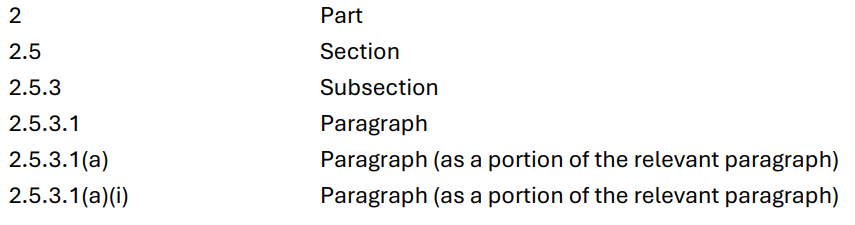 2 Part
2.5 Section
2.5.3 Subsection
2.5.3.1 Paragraph
2.5.3.1(a) Paragraph (as a portion of the relevant paragraph)
2.5.3.1(a)(i) Paragraph (as a portion of the relevant paragraph)